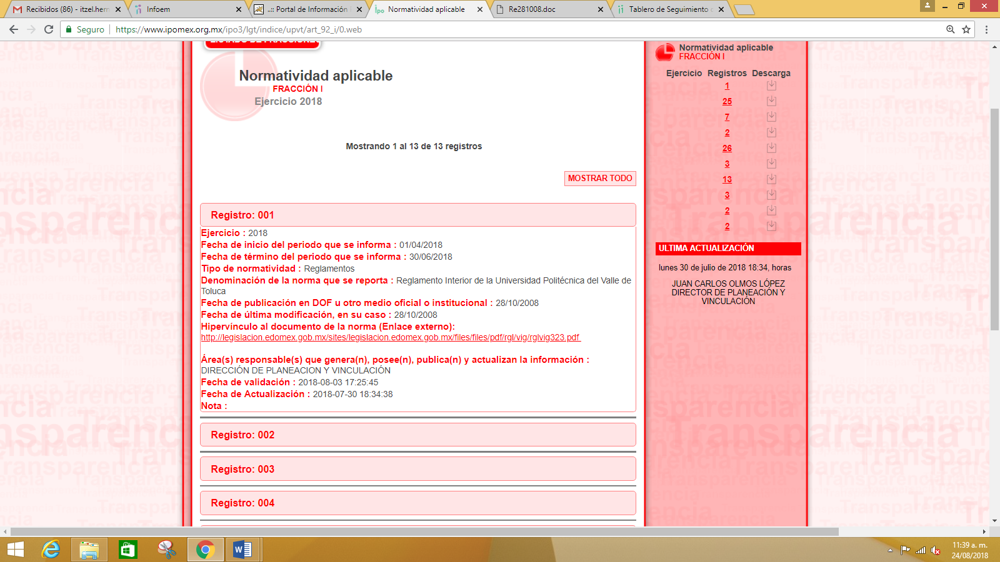 Recibidos (86) - itzel.hern
Infoem
..:: Portal de Información
Normatividad aplicable
Re281008.doc
Tablero de Seguimiento
Seguro
https://www.ipomex.org.mx/ipo3/lgt/indice/upvt/art_92_i/0.web
Normatividad aplicable
FRACCIÓN I
Ejercicio 2018
Mostrando 1 al 13 de 13 registros
MOSTRAR TODO
Registro: 001
Ejercicio : 2018
Fecha de inicio del periodo que se informa : 01/04/2018
Fecha de término del periodo que se informa : 30/06/2018
Tipo de normatividad : Reglamentos
Denominación de la norma que se reporta : Reglamento Interior de la Universidad Politécnica del Valle de
Toluca
Fecha de publicación en DOF u otro medio oficial o institucional : 28/10/2008
Fecha de última modificación, en su caso : 28/10/2008
Hipervínculo al documento de la norma (Enlace externo):
http://legislacion.edomex.gob.mx/sites/legislacion.edomex.gob.mx/files/files/pdf/rgl/vig/rglvig323.pdf
Área(s) responsable(s) que genera(n), posee(n), publica(n) y actualizan la información :
DIRECCIÓN DE PLANEACION Y VINCULACIÓN
Fecha de validación : 2018-08-03 17:25:45
Fecha de Actualización : 2018-07-30 18:34:38
Nota :
Registro: 002
Registro: 003
Registro: 004
Normatividad aplicable
FRACCIÓN I
Ejercicio Registros Descarga
1
25
7
2
26
3
13
3
2
2
ULTIMA ACTUALIZACIÓN
lunes 30 de julio de 2018 18:34, horas
JUAN CARLOS OLMOS LÓPEZ
DIRECTOR DE PLANEACIÓN Y
VINCULACIÓN
11:39 a. m.
24/08/2018